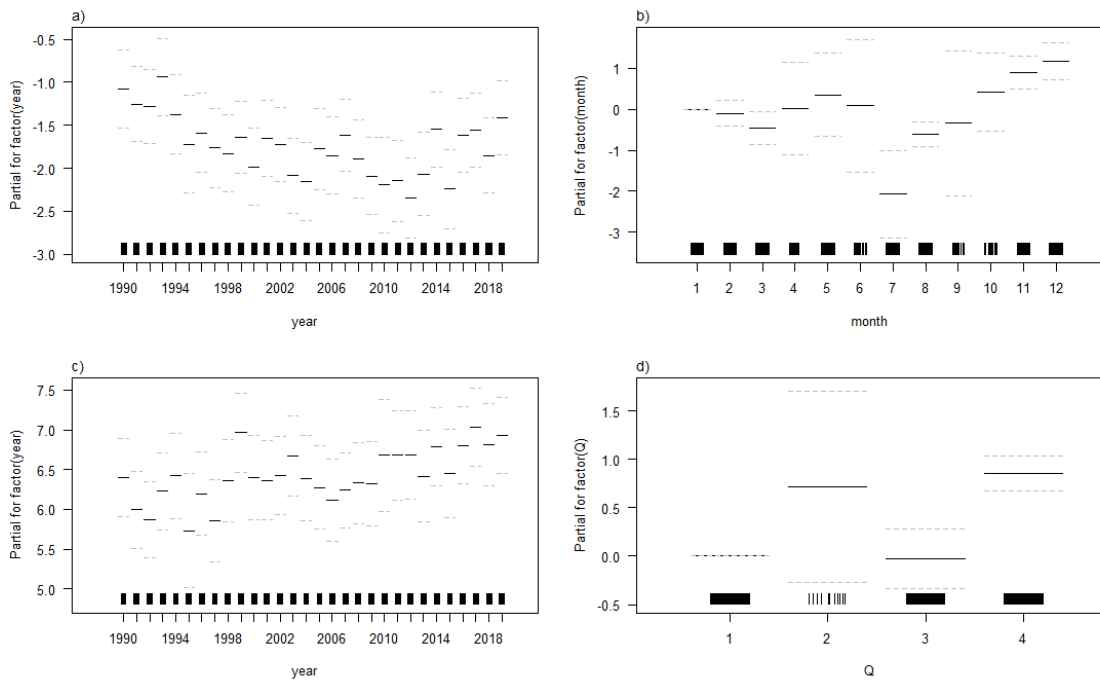 a)
Partial for factor(year)
-0.5
-1.0
-1.5
-2.0
-2.5
-3.0
1990 1994 1998 2002 2006 2010 2014 2018
year
b)
Partial for factor(month)
1
0
-1
-2
-3
1 2 3 4 5 6 7 8 9 10 11 12
month
c)
Partial for factor(year)
7.5
7.0
6.5
6.0
5.5
5.0
1990 1994 1998 2002 2006 2010 2014 2018
year
d)
Partial for factor(Q)
1.5
1.0
0.5
0.0
-0.5
1 2 3 4
Q